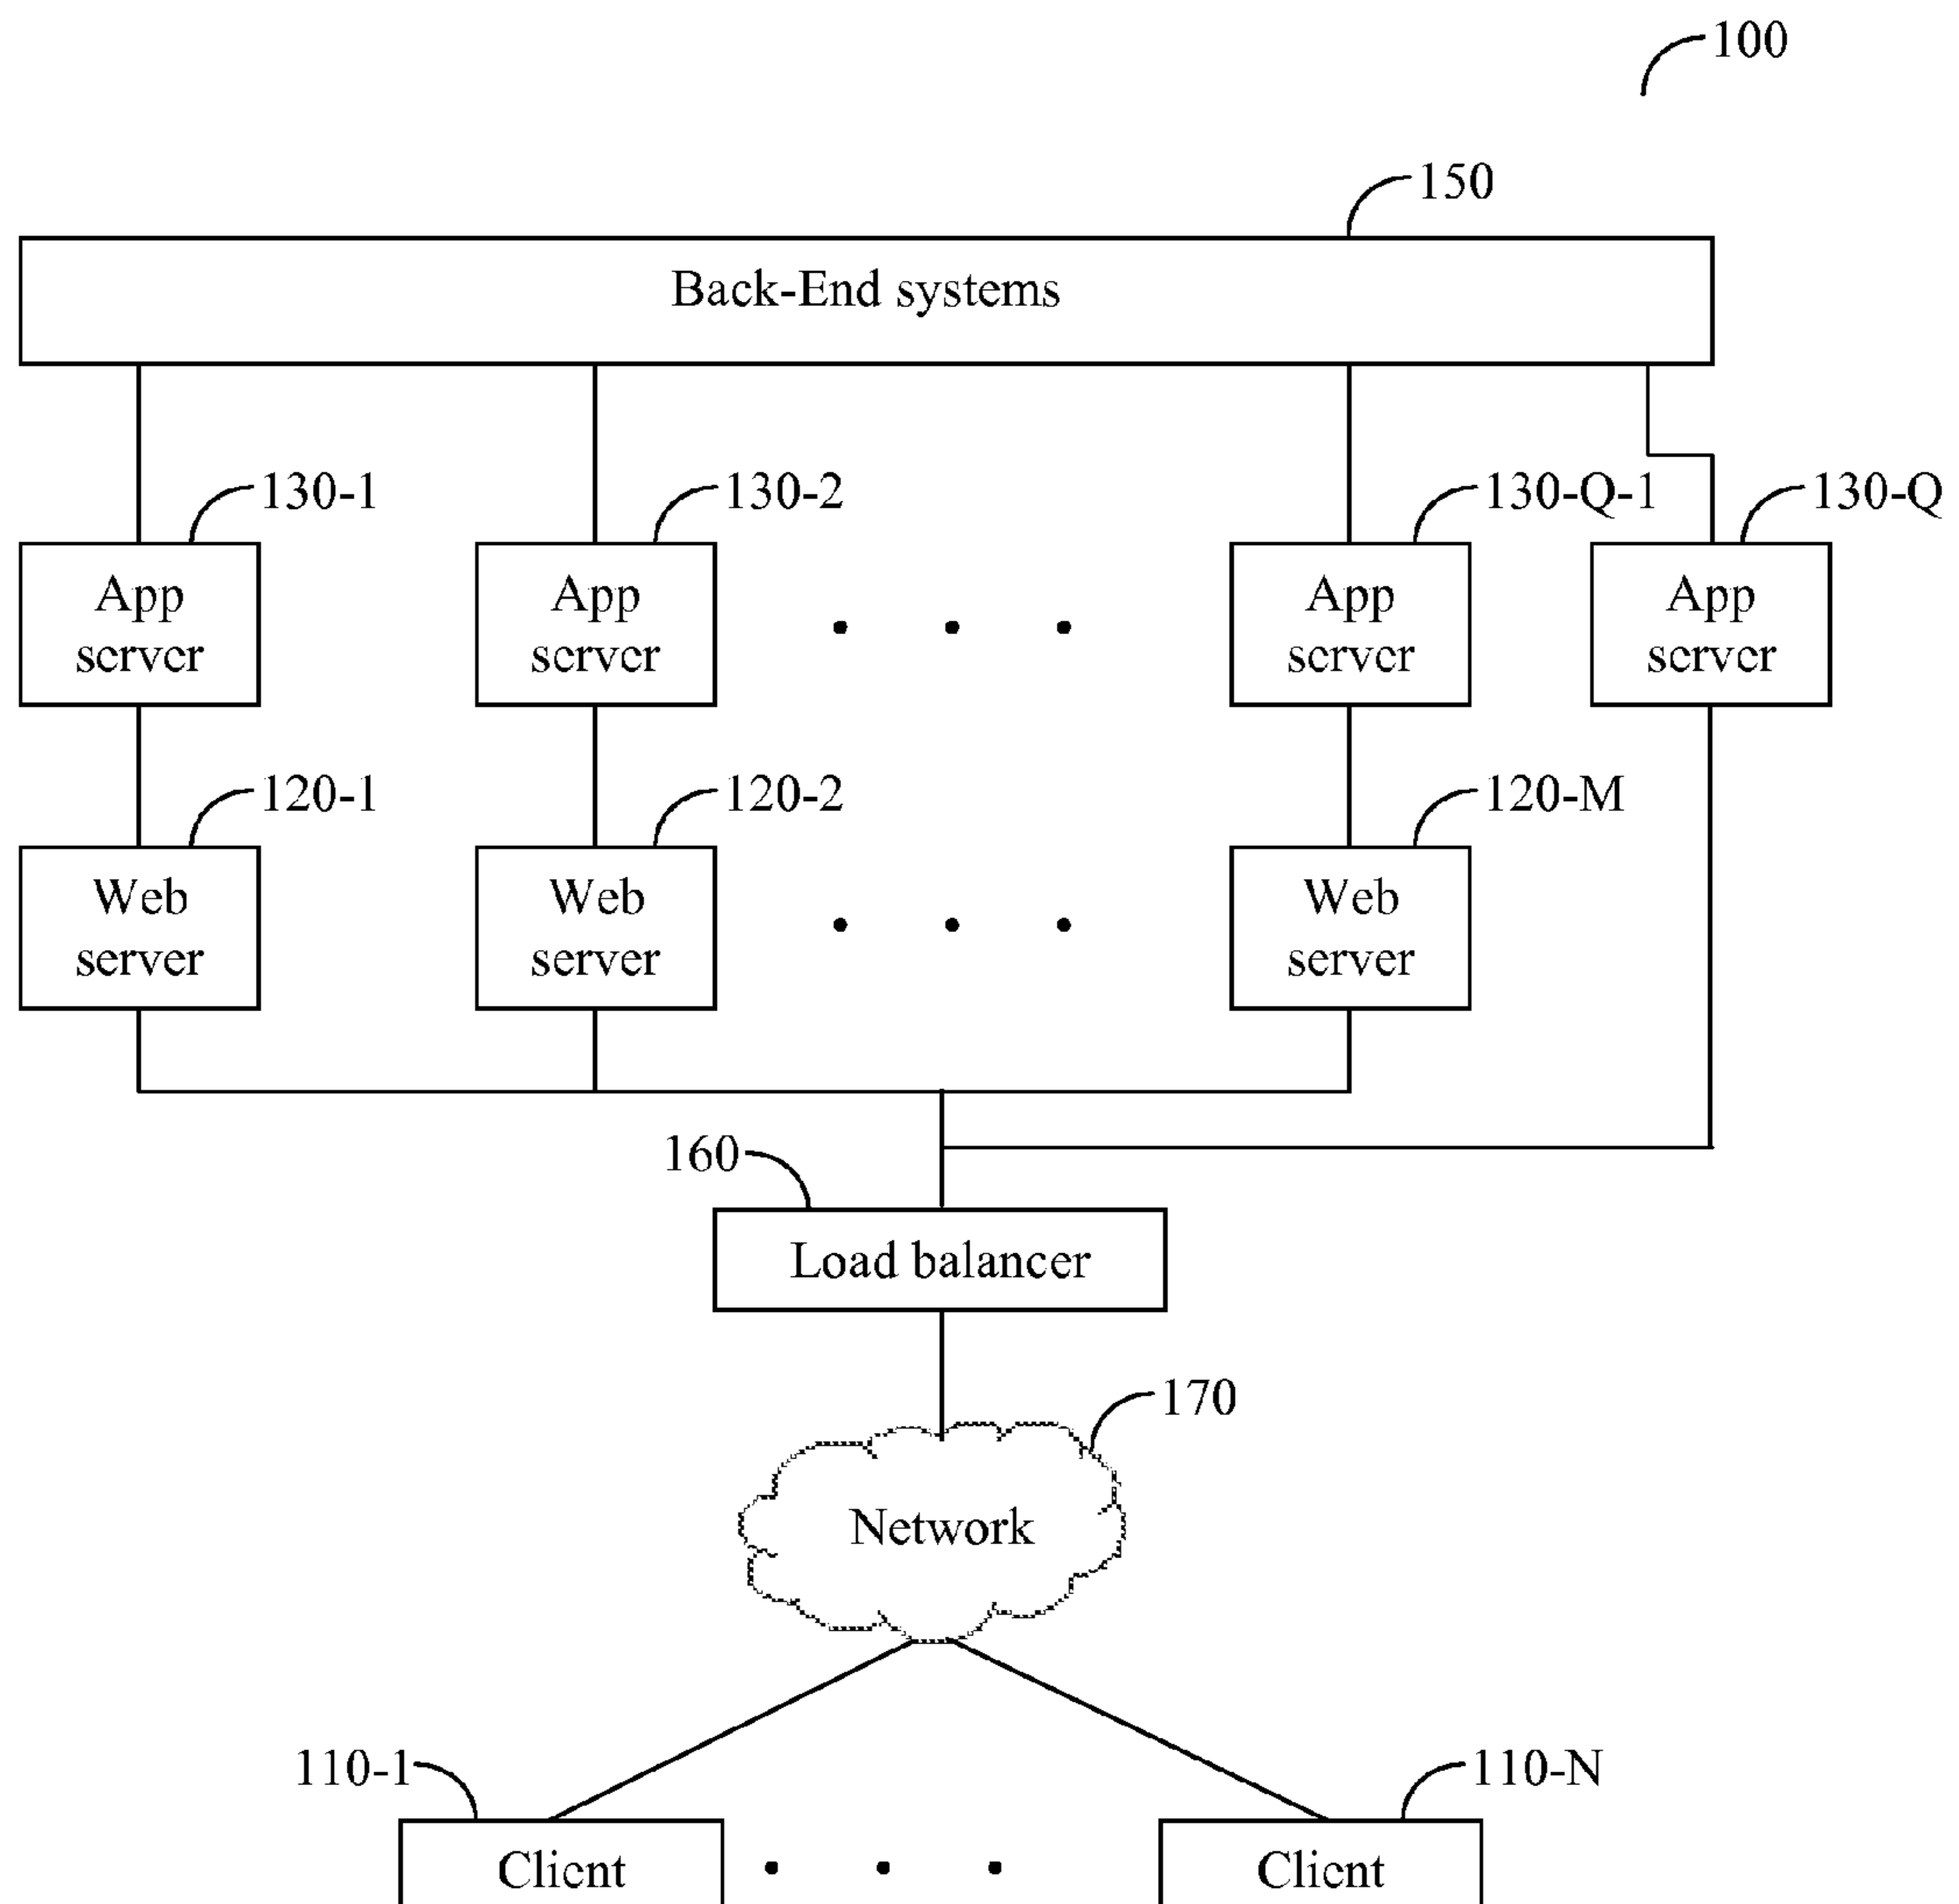 100
150
Back-End systems
130-1
130-2
130-Q-1
130-Q
App
server
App
server
App
server
App
server
120-1
120-2
120-M
Web
server
Web
server
Web
server
160
Load balancer
170
Network
110-1
110-N
Client
Client